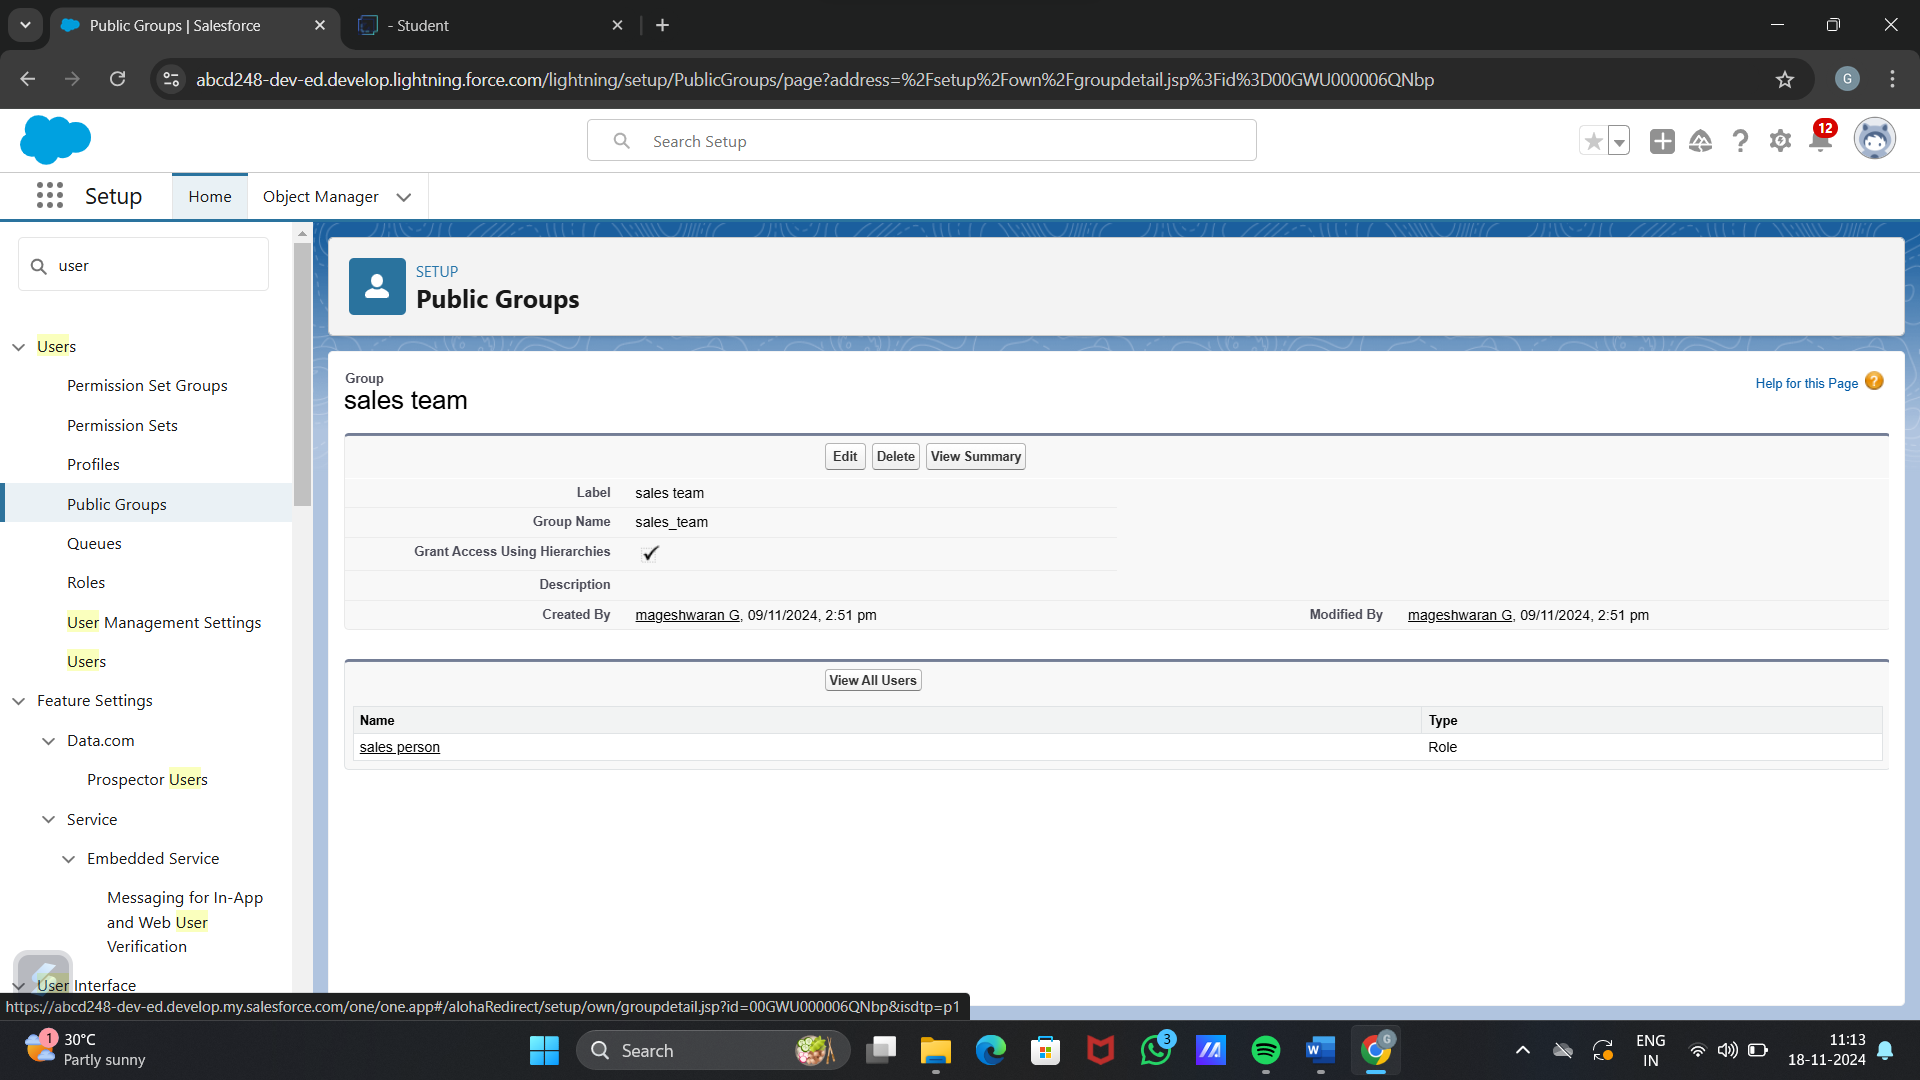 Public Groups | Salesforce
- Student
abcd248-dev-ed.develop.lightning.force.com/lightning/setup/PublicGroups/page?address=%2Fsetup%2Fown%2Fgroupdetail.jsp%3Fid%3D00GWU000006QNbp
G
Search Setup
12
Setup
Home
Object Manager
user
Users
Permission Set Groups
Permission Sets
Profiles
Public Groups
Queues
Roles
User Management Settings
Users
Feature Settings
Data.com
Prospector Users
Service
Embedded Service
Messaging for In-App
and Web User
Verification
User Interface
SETUP
Public Groups
Group
sales team
Help for this Page
?
Edit
Delete
View Summary
Label
sales team
Group Name
sales_team
Grant Access Using Hierarchies
Description
Created By
mageshwaran G, 09/11/2024, 2:51 pm
Modified By
mageshwaran G, 09/11/2024, 2:51 pm
View All Users
Name
Type
sales person
Role
https://abcd248-dev-ed.develop.my.salesforce.com/one/one.app#/alohaRedirect/setup/own/groupdetail.jsp?id=00GWU000006QNbp&isdtp=p1
1
30°C
Partly sunny
Search
3
W
G
ENG
IN
11:13
18-11-2024